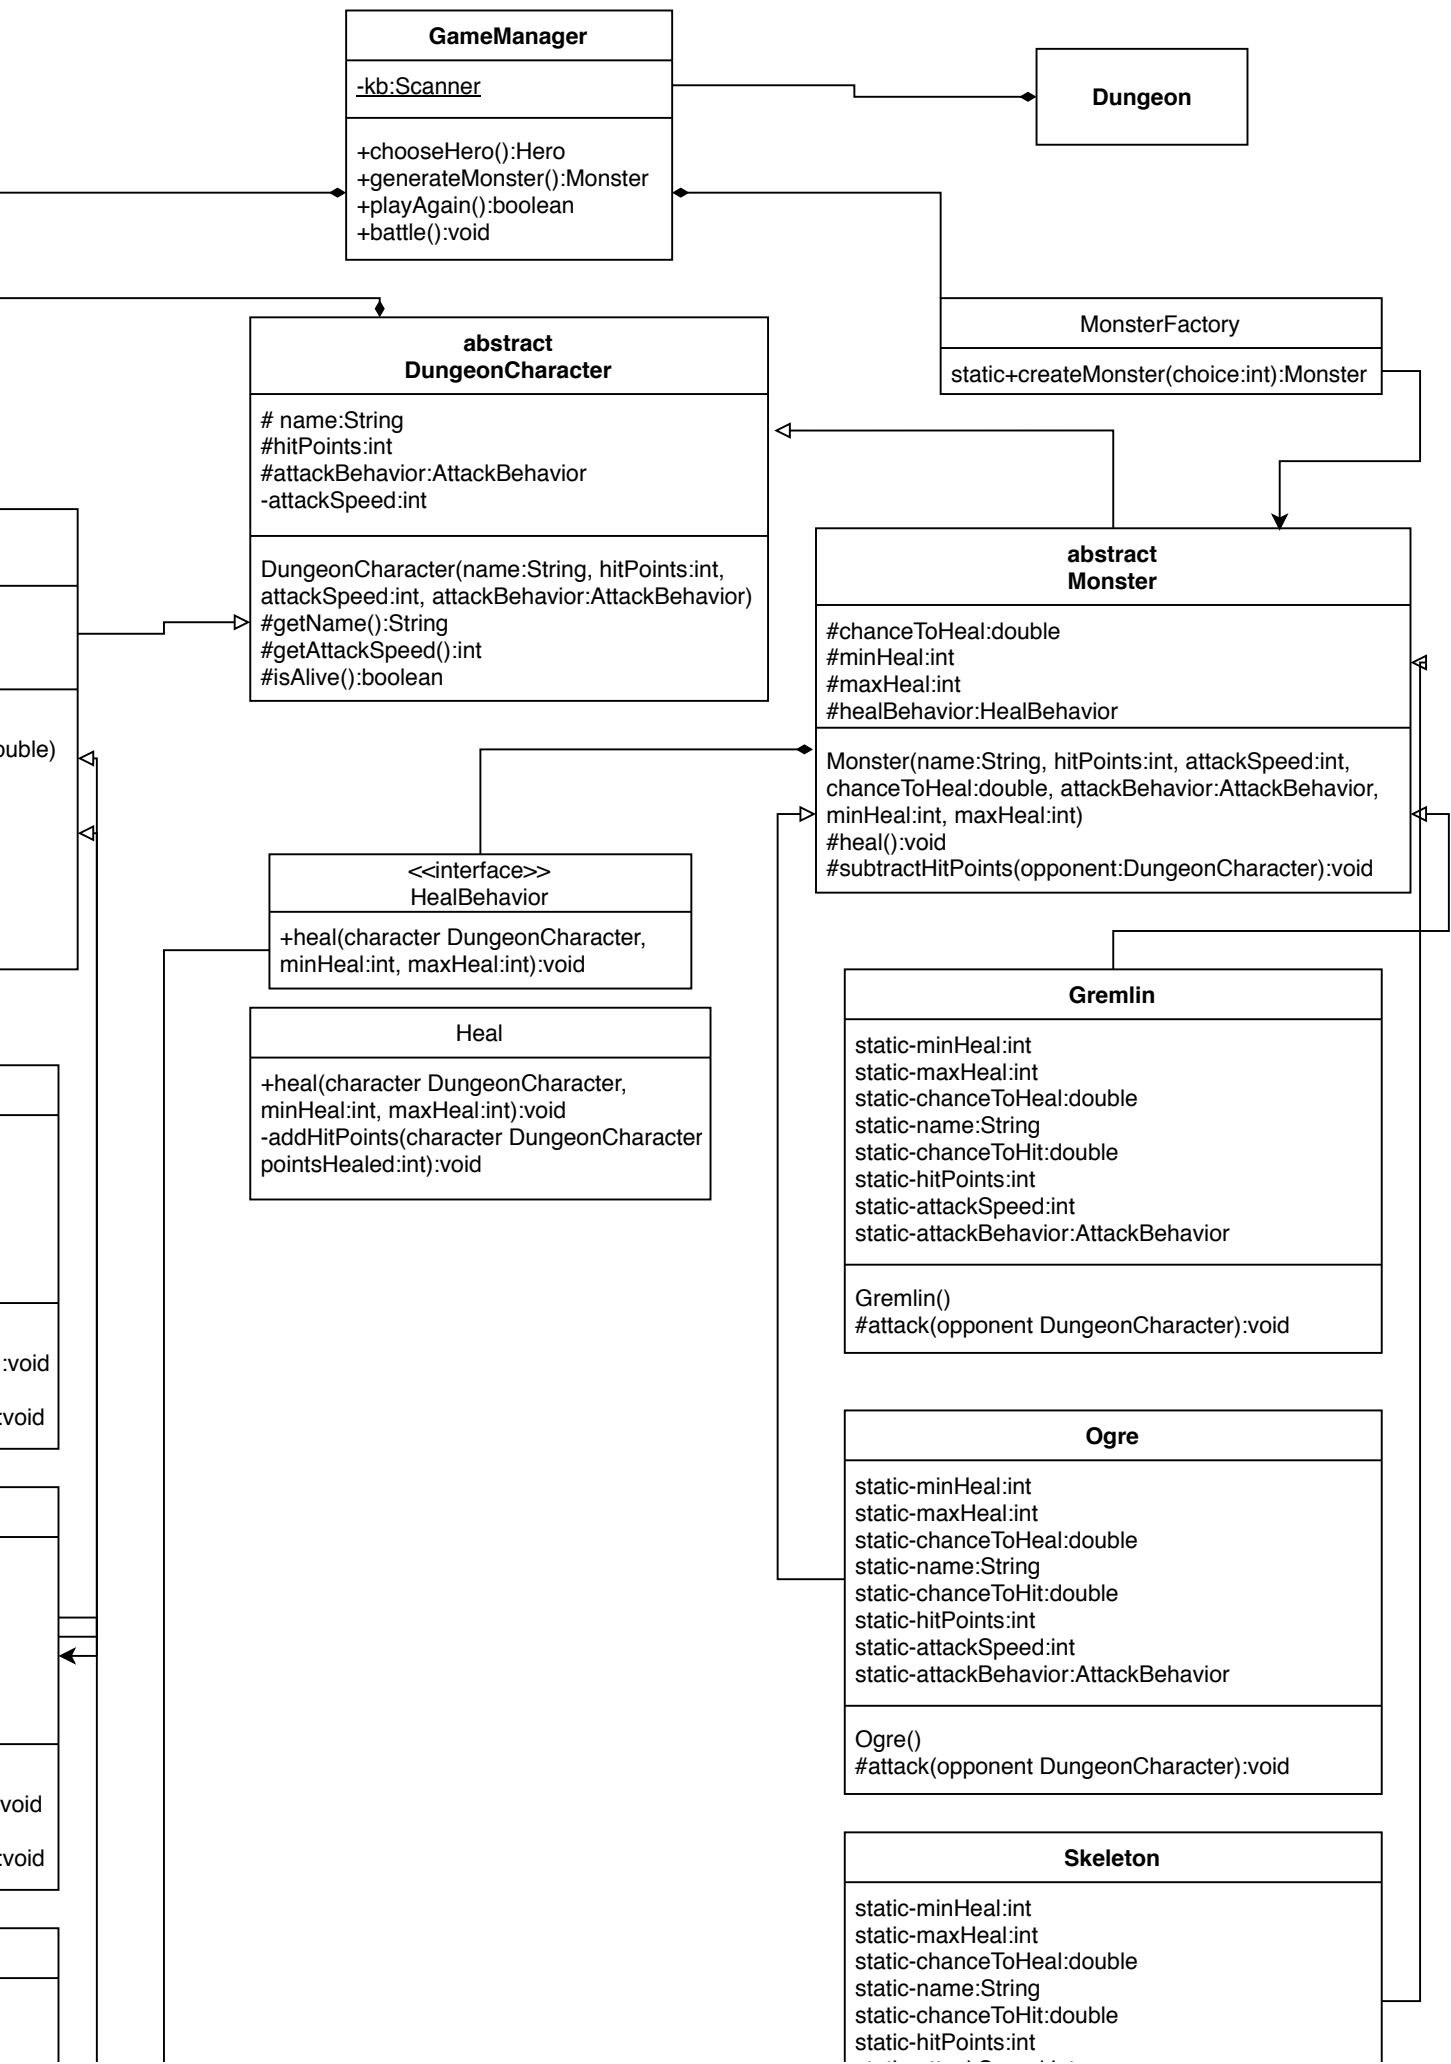 GameManager
-kb:Scanner
+chooseHero():Hero
+generateMonster():Monster
+playAgain():boolean
+battle():void
Dungeon
MonsterFactory
static+createMonster(choice:int):Monster
abstract
DungeonCharacter
# name:String
#hitPoints:int
#attackBehavior:AttackBehavior
-attackSpeed:int
DungeonCharacter(name:String, hitPoints:int,
attackSpeed:int, attackBehavior:AttackBehavior)
#getName():String
#getAttackSpeed():int
#isAlive():boolean
abstract
Monster
#chanceToHeal:double
#minHeal:int
#maxHeal:int
#healBehavior:HealBehavior
Monster(name:String, hitPoints:int, attackSpeed:int,
chanceToHeal:double, attackBehavior:AttackBehavior,
minHeal:int, maxHeal:int)
#heal():void
#subtractHitPoints(opponent:DungeonCharacter):void
<<interface>>
HealBehavior
+heal(character DungeonCharacter,
minHeal:int, maxHeal:int):void
Heal
+heal(character DungeonCharacter,
minHeal:int, maxHeal:int):void
-addHitPoints(character DungeonCharacter
pointsHealed:int):void
Gremlin
static-minHeal:int
static-maxHeal:int
static-chanceToHeal:double
static-name:String
static-chanceToHit:double
static-hitPoints:int
static-attackSpeed:int
static-attackBehavior:AttackBehavior
Gremlin()
#attack(opponent DungeonCharacter):void
:void
:void
Ogre
static-minHeal:int
static-maxHeal:int
static-chanceToHeal:double
static-name:String
static-chanceToHit:double
static-hitPoints:int
static-attackSpeed:int
static-attackBehavior:AttackBehavior
Ogre()
#attack(opponent DungeonCharacter):void
void
:void
Skeleton
static-minHeal:int
static-maxHeal:int
static-chanceToHeal:double
static-name:String
static-chanceToHit:double
static-hitPoints:int